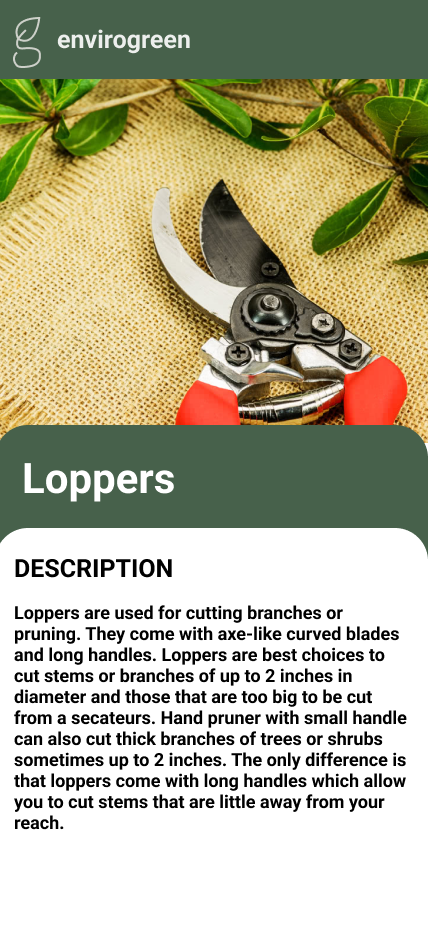 envirogreen
Loppers
DESCRIPTION
Loppers are used for cutting branches or
pruning. They come with axe-like curved blades
and long handles. Loppers are best choices to
cut stems or branches of up to 2 inches in
diameter and those that are too big to be cut
from a secateurs. Hand pruner with small handle
can also cut thick branches of trees or shrubs
sometimes up to 2 inches. The only difference is
that loppers come with long handles which allow
you to cut stems that are little away from your
reach.